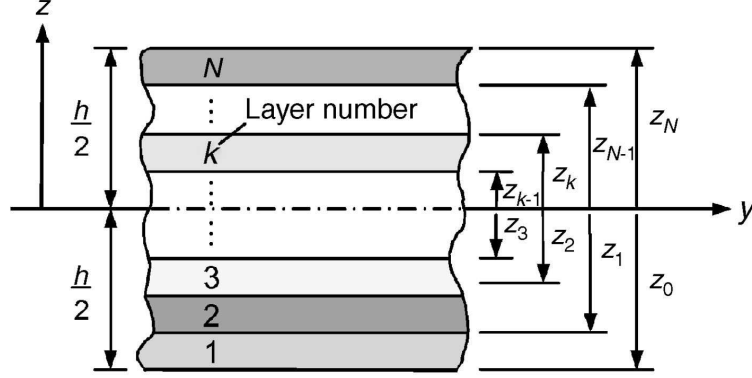 z
N
Layer number
k
h/2
z_N
z_{N-1}
z_k
z_{k-1}
y
z_3
z_2
z_1
z_0
h/2
3
2
1